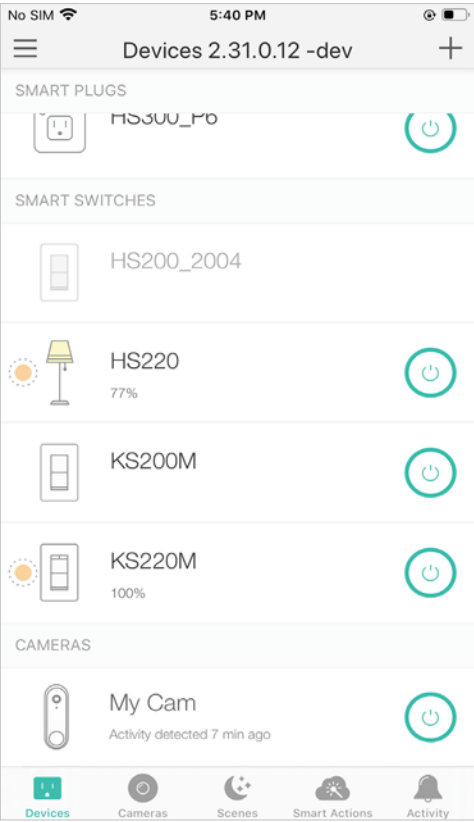 No SIM 5:40 PM
Devices 2.31.0.12 -dev
SMART PLUGS
HS300_P6
SMART SWITCHES
HS200_2004
HS220
77%
KS200M
KS220M
100%
CAMERAS
My Cam
Activity detected 7 min ago
Devices Cameras Scenes Smart Actions Activity